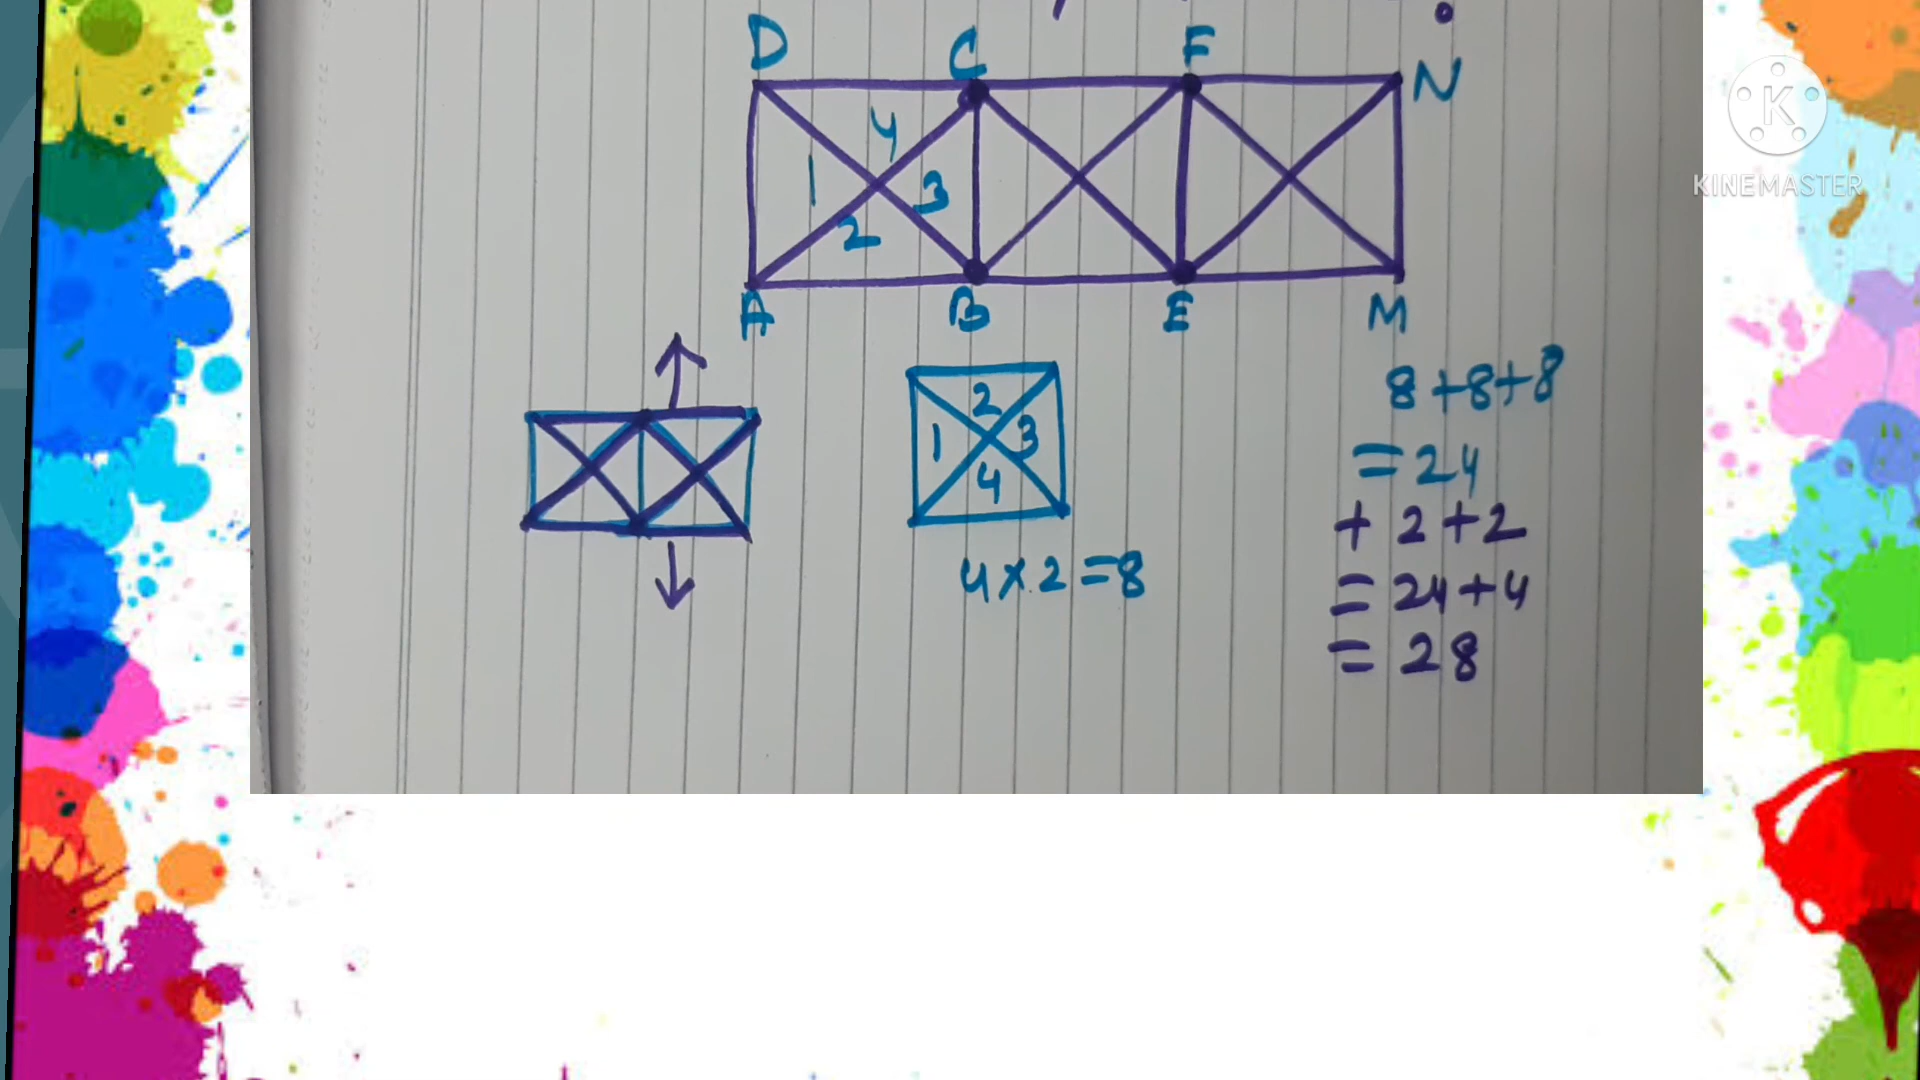 D C F N
4
1 3
2
A B E M
2
1 3
4
4 × 2 = 8
8 + 8 + 8
= 24
+ 2 + 2
= 24 + 4
= 28
K
KINEMASTER